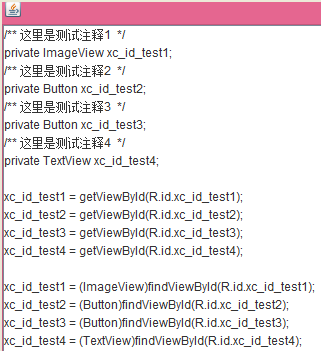 /** 这里是测试注释1  */
private ImageView xc_id_test1;
/** 这里是测试注释2  */
private Button xc_id_test2;
/** 这里是测试注释3  */
private Button xc_id_test3;
/** 这里是测试注释4  */
private TextView xc_id_test4;

xc_id_test1 = getViewById(R.id.xc_id_test1);
xc_id_test2 = getViewById(R.id.xc_id_test2);
xc_id_test3 = getViewById(R.id.xc_id_test3);
xc_id_test4 = getViewById(R.id.xc_id_test4);

xc_id_test1 = (ImageView)findViewById(R.id.xc_id_test1);
xc_id_test2 = (Button)findViewById(R.id.xc_id_test2);
xc_id_test3 = (Button)findViewById(R.id.xc_id_test3);
xc_id_test4 = (TextView)findViewById(R.id.xc_id_test4);